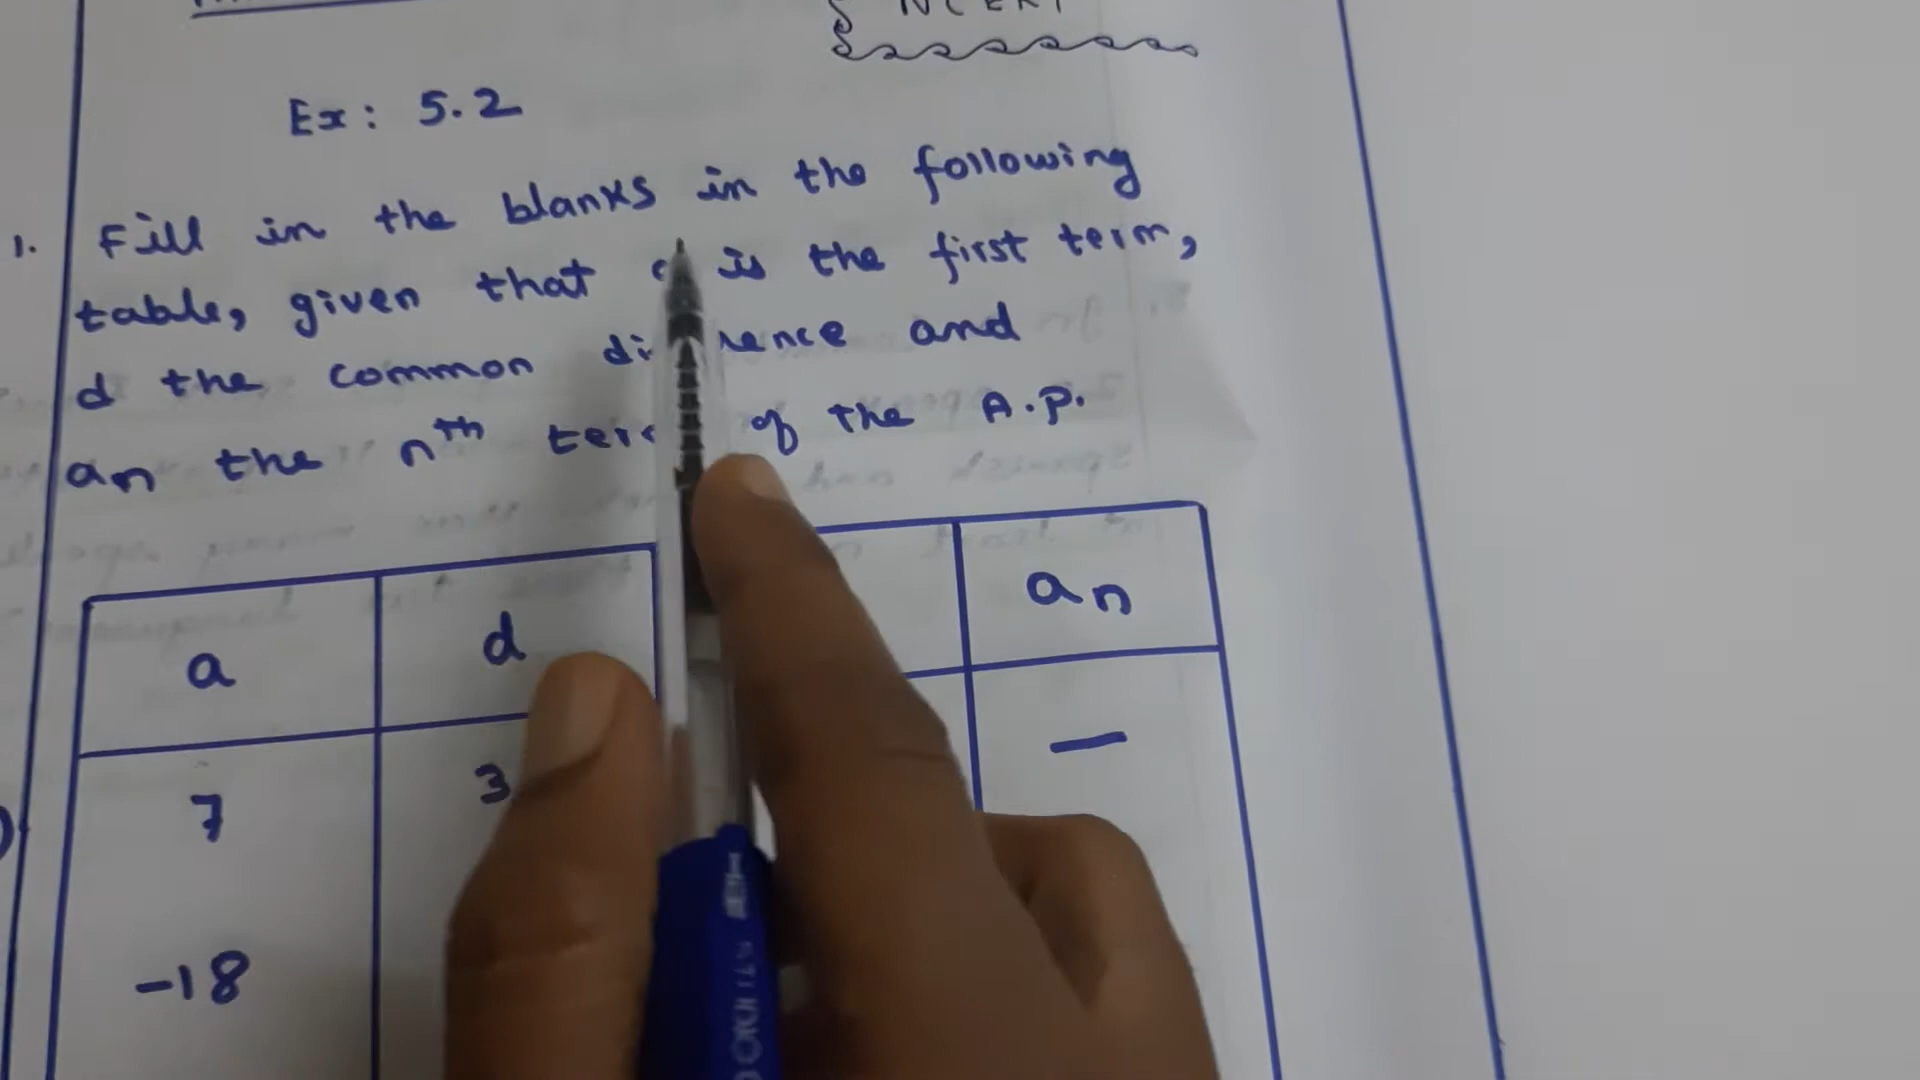 NCERT
Ex: 5.2
1. Fill in the blanks in the following
table, given that is the first term,
d the common and
an the nth of the A.P.
a d an
7 3 —
-18